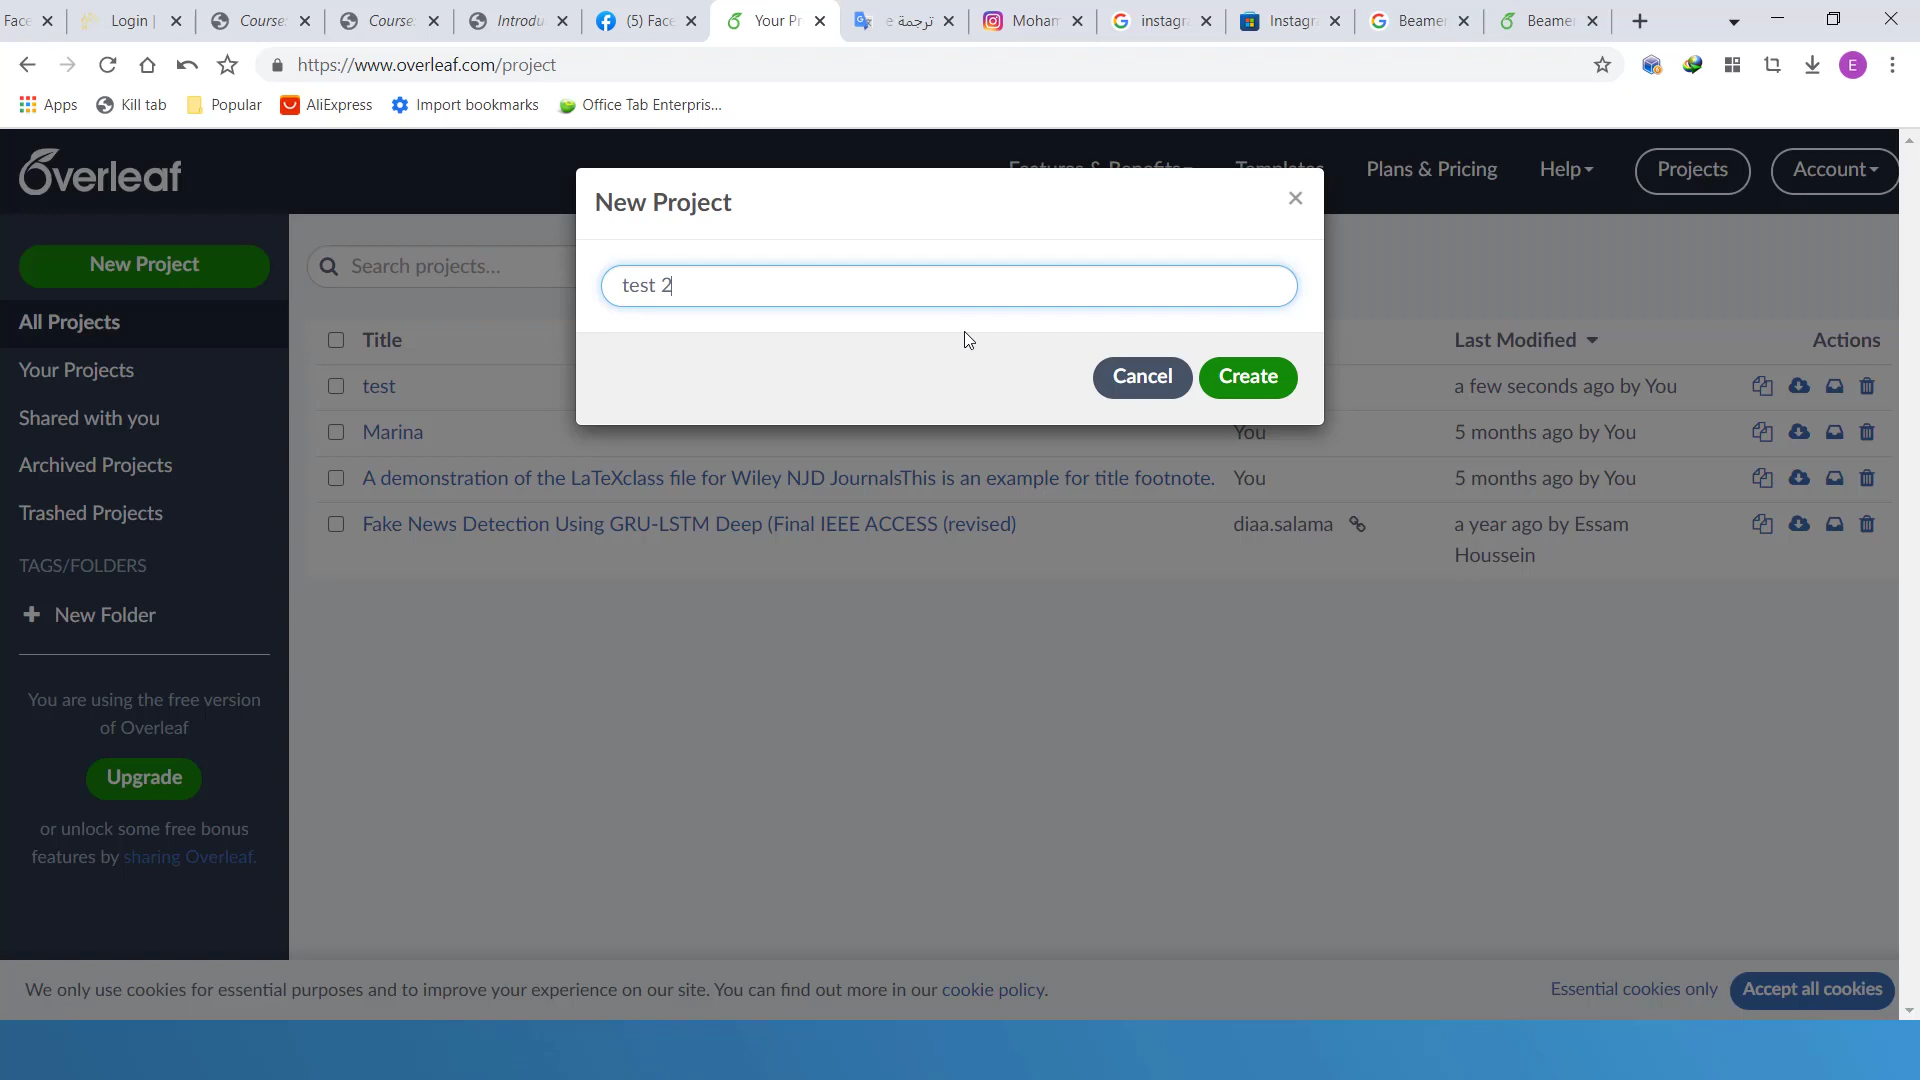 Face
Login |
Course:
Course:
Introdu
(5) Face
Your Pr
ترجمة e
Moham
instagr
Instagr
Beamer
Beamer
https://www.overleaf.com/project
E
Apps
Kill tab
Popular
AliExpress
Import bookmarks
Office Tab Enterpris...
Overleaf
Features & Benefits
Templates
Plans & Pricing
Help
Projects
Account
New Project
New Project
Search projects...
test 2
All Projects
Title
Last Modified
Actions
Your Projects
test
Cancel
Create
a few seconds ago by You
Shared with you
Marina
You
5 months ago by You
Archived Projects
A demonstration of the LaTeXclass file for Wiley NJD JournalsThis is an example for title footnote.
You
5 months ago by You
Trashed Projects
Fake News Detection Using GRU-LSTM Deep (Final IEEE ACCESS (revised)
diaa.salama
a year ago by Essam
Houssein
TAGS/FOLDERS
New Folder
You are using the free version
of Overleaf
Upgrade
or unlock some free bonus
features by sharing Overleaf.
We only use cookies for essential purposes and to improve your experience on our site. You can find out more in our cookie policy.
Essential cookies only
Accept all cookies